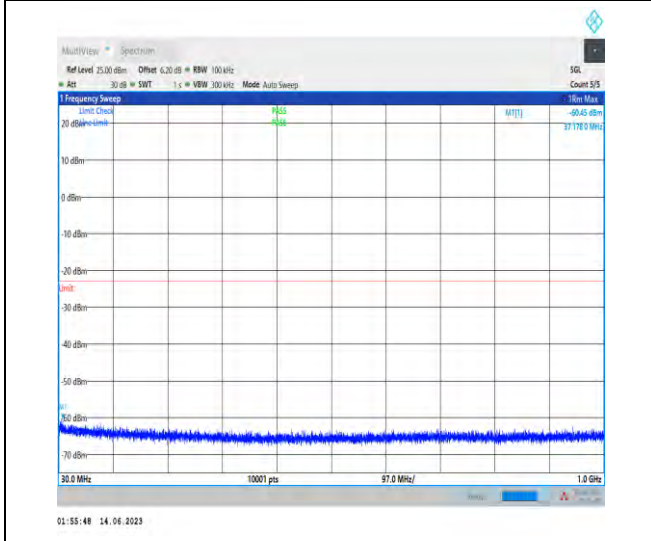 MultiView Spectrum
Ref Level 25.00 dBm Offset 6.20 dB RBW 100 kHz SGL
Att 30 dB SWT 1 s VBW 300 kHz Mode Auto Sweep Count 5/5
1 Frequency Sweep 1Rm Max
Limit Check PASS M1[1] -60.45 dBm
20 dBm Line Limit PASS 37.178 0 MHz
10 dBm
0 dBm
-10 dBm
-20 dBm
Limit
-30 dBm
-40 dBm
-50 dBm
M1
-60 dBm
-70 dBm
30.0 MHz 10001 pts 97.0 MHz/ 1.0 GHz
01:55:48 14.06.2023